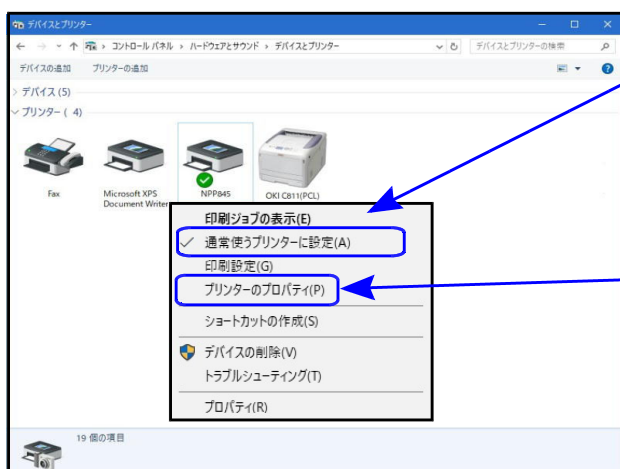 デバイスとプリンター
コントロール パネル › ハードウェアとサウンド › デバイスとプリンター
デバイスとプリンターの検索
デバイスの追加 プリンターの追加
デバイス (5)
プリンター ( 4)
Fax
Microsoft XPS
Document Writer
NPP845
OKI C811(PCL)
印刷ジョブの表示(E)
通常使うプリンターに設定(A)
印刷設定(G)
プリンターのプロパティ(P)
ショートカットの作成(S)
デバイスの削除(V)
トラブルシューティング(T)
プロパティ(R)
19 個の項目